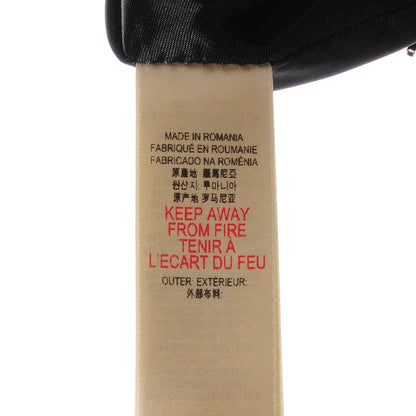 MADE IN ROMANIA
FABRIQUÉ EN ROUMANIE
FABRICADO NA ROMÉNIA
原產地 羅馬尼亞
원산지: 루마니아
原产地 罗马尼亚
KEEP AWAY
FROM FIRE
TENIR À
L'ECART DU FEU
OUTER: EXTÉRIEUR:
外部布料: